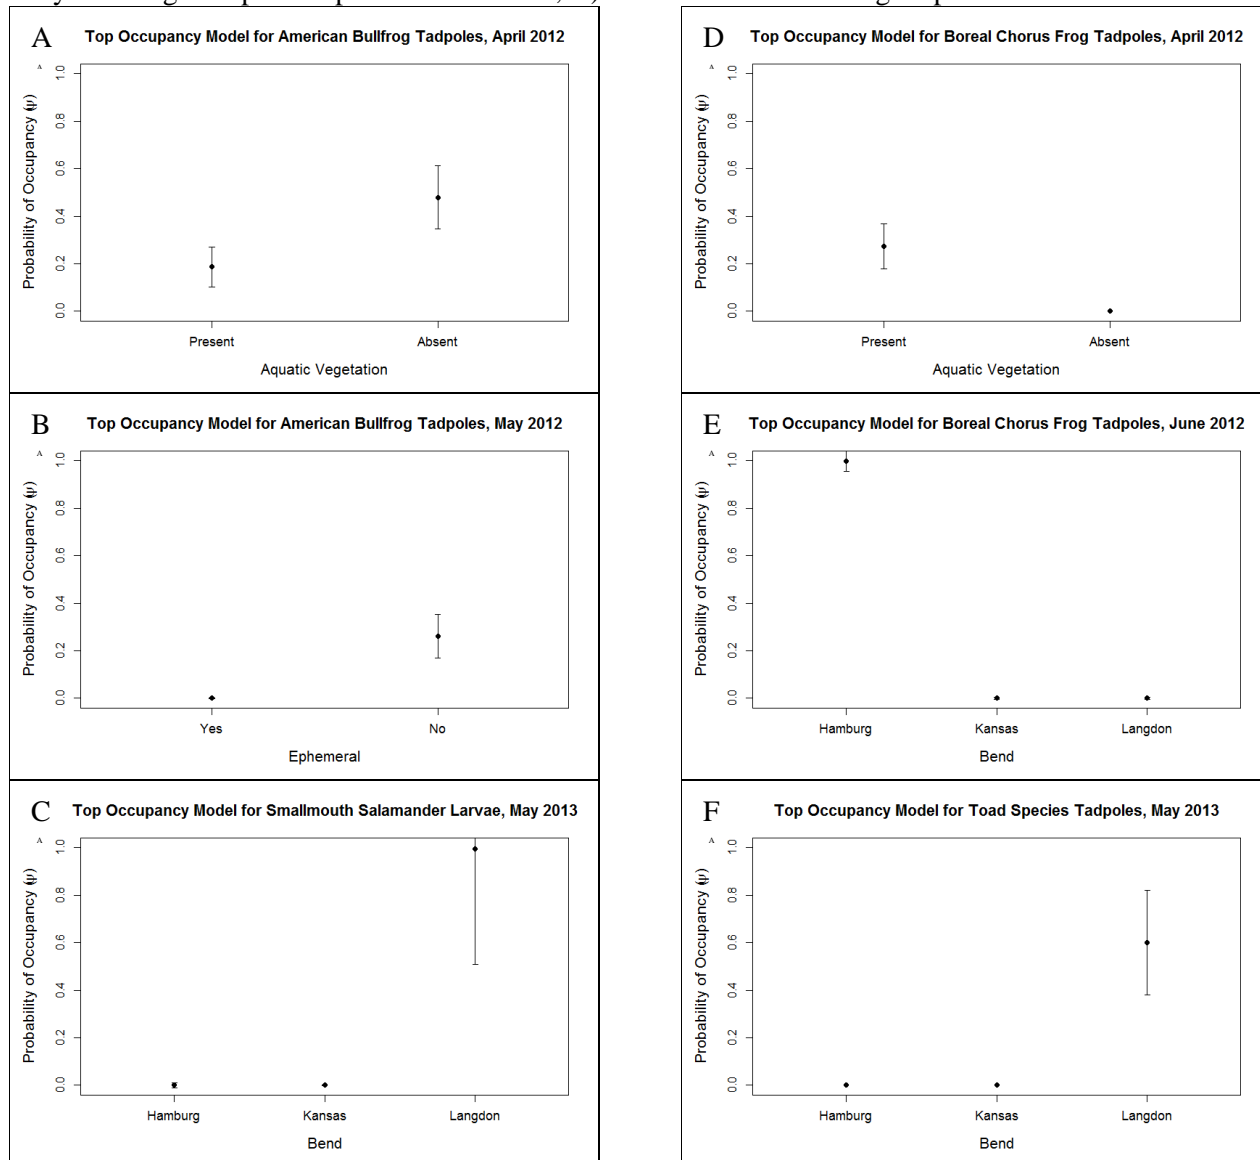 A Top Occupancy Model for American Bullfrog Tadpoles, April 2012
A
Probability of Occupancy (ψ)
1.0
0.8
0.6
0.4
0.2
0.0
Present Absent
Aquatic Vegetation
B Top Occupancy Model for American Bullfrog Tadpoles, May 2012
A
Probability of Occupancy (ψ)
1.0
0.8
0.6
0.4
0.2
0.0
Yes No
Ephemeral
C Top Occupancy Model for Smallmouth Salamander Larvae, May 2013
A
Probability of Occupancy (ψ)
1.0
0.8
0.6
0.4
0.2
0.0
Hamburg Kansas Langdon
Bend
D Top Occupancy Model for Boreal Chorus Frog Tadpoles, April 2012
A
Probability of Occupancy (ψ)
1.0
0.8
0.6
0.4
0.2
0.0
Present Absent
Aquatic Vegetation
E Top Occupancy Model for Boreal Chorus Frog Tadpoles, June 2012
A
Probability of Occupancy (ψ)
1.0
0.8
0.6
0.4
0.2
0.0
Hamburg Kansas Langdon
Bend
F Top Occupancy Model for Toad Species Tadpoles, May 2013
A
Probability of Occupancy (ψ)
1.0
0.8
0.6
0.4
0.2
0.0
Hamburg Kansas Langdon
Bend